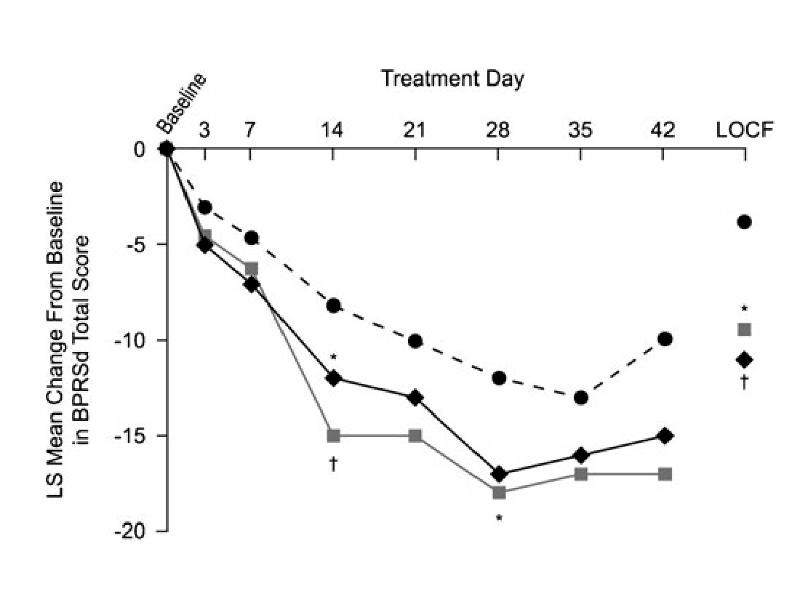 Treatment Day
Baseline 3 7 14 21 28 35 42 LOCF
0
-5
-10
-15
-20
LS Mean Change From Baseline
in BPRSd Total Score
*
†
*
*
†